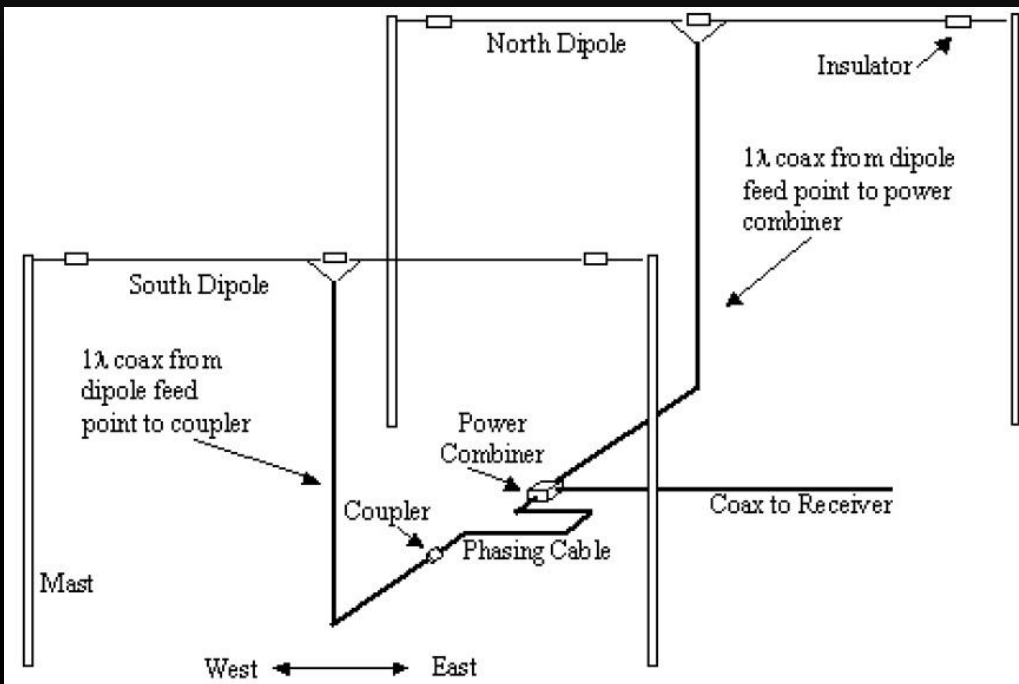 North Dipole
Insulator
1λ coax from dipole
feed point to power
combiner
South Dipole
1λ coax from
dipole feed
point to coupler
Power
Combiner
Coupler
Coax to Receiver
Phasing Cable
Mast
West
East